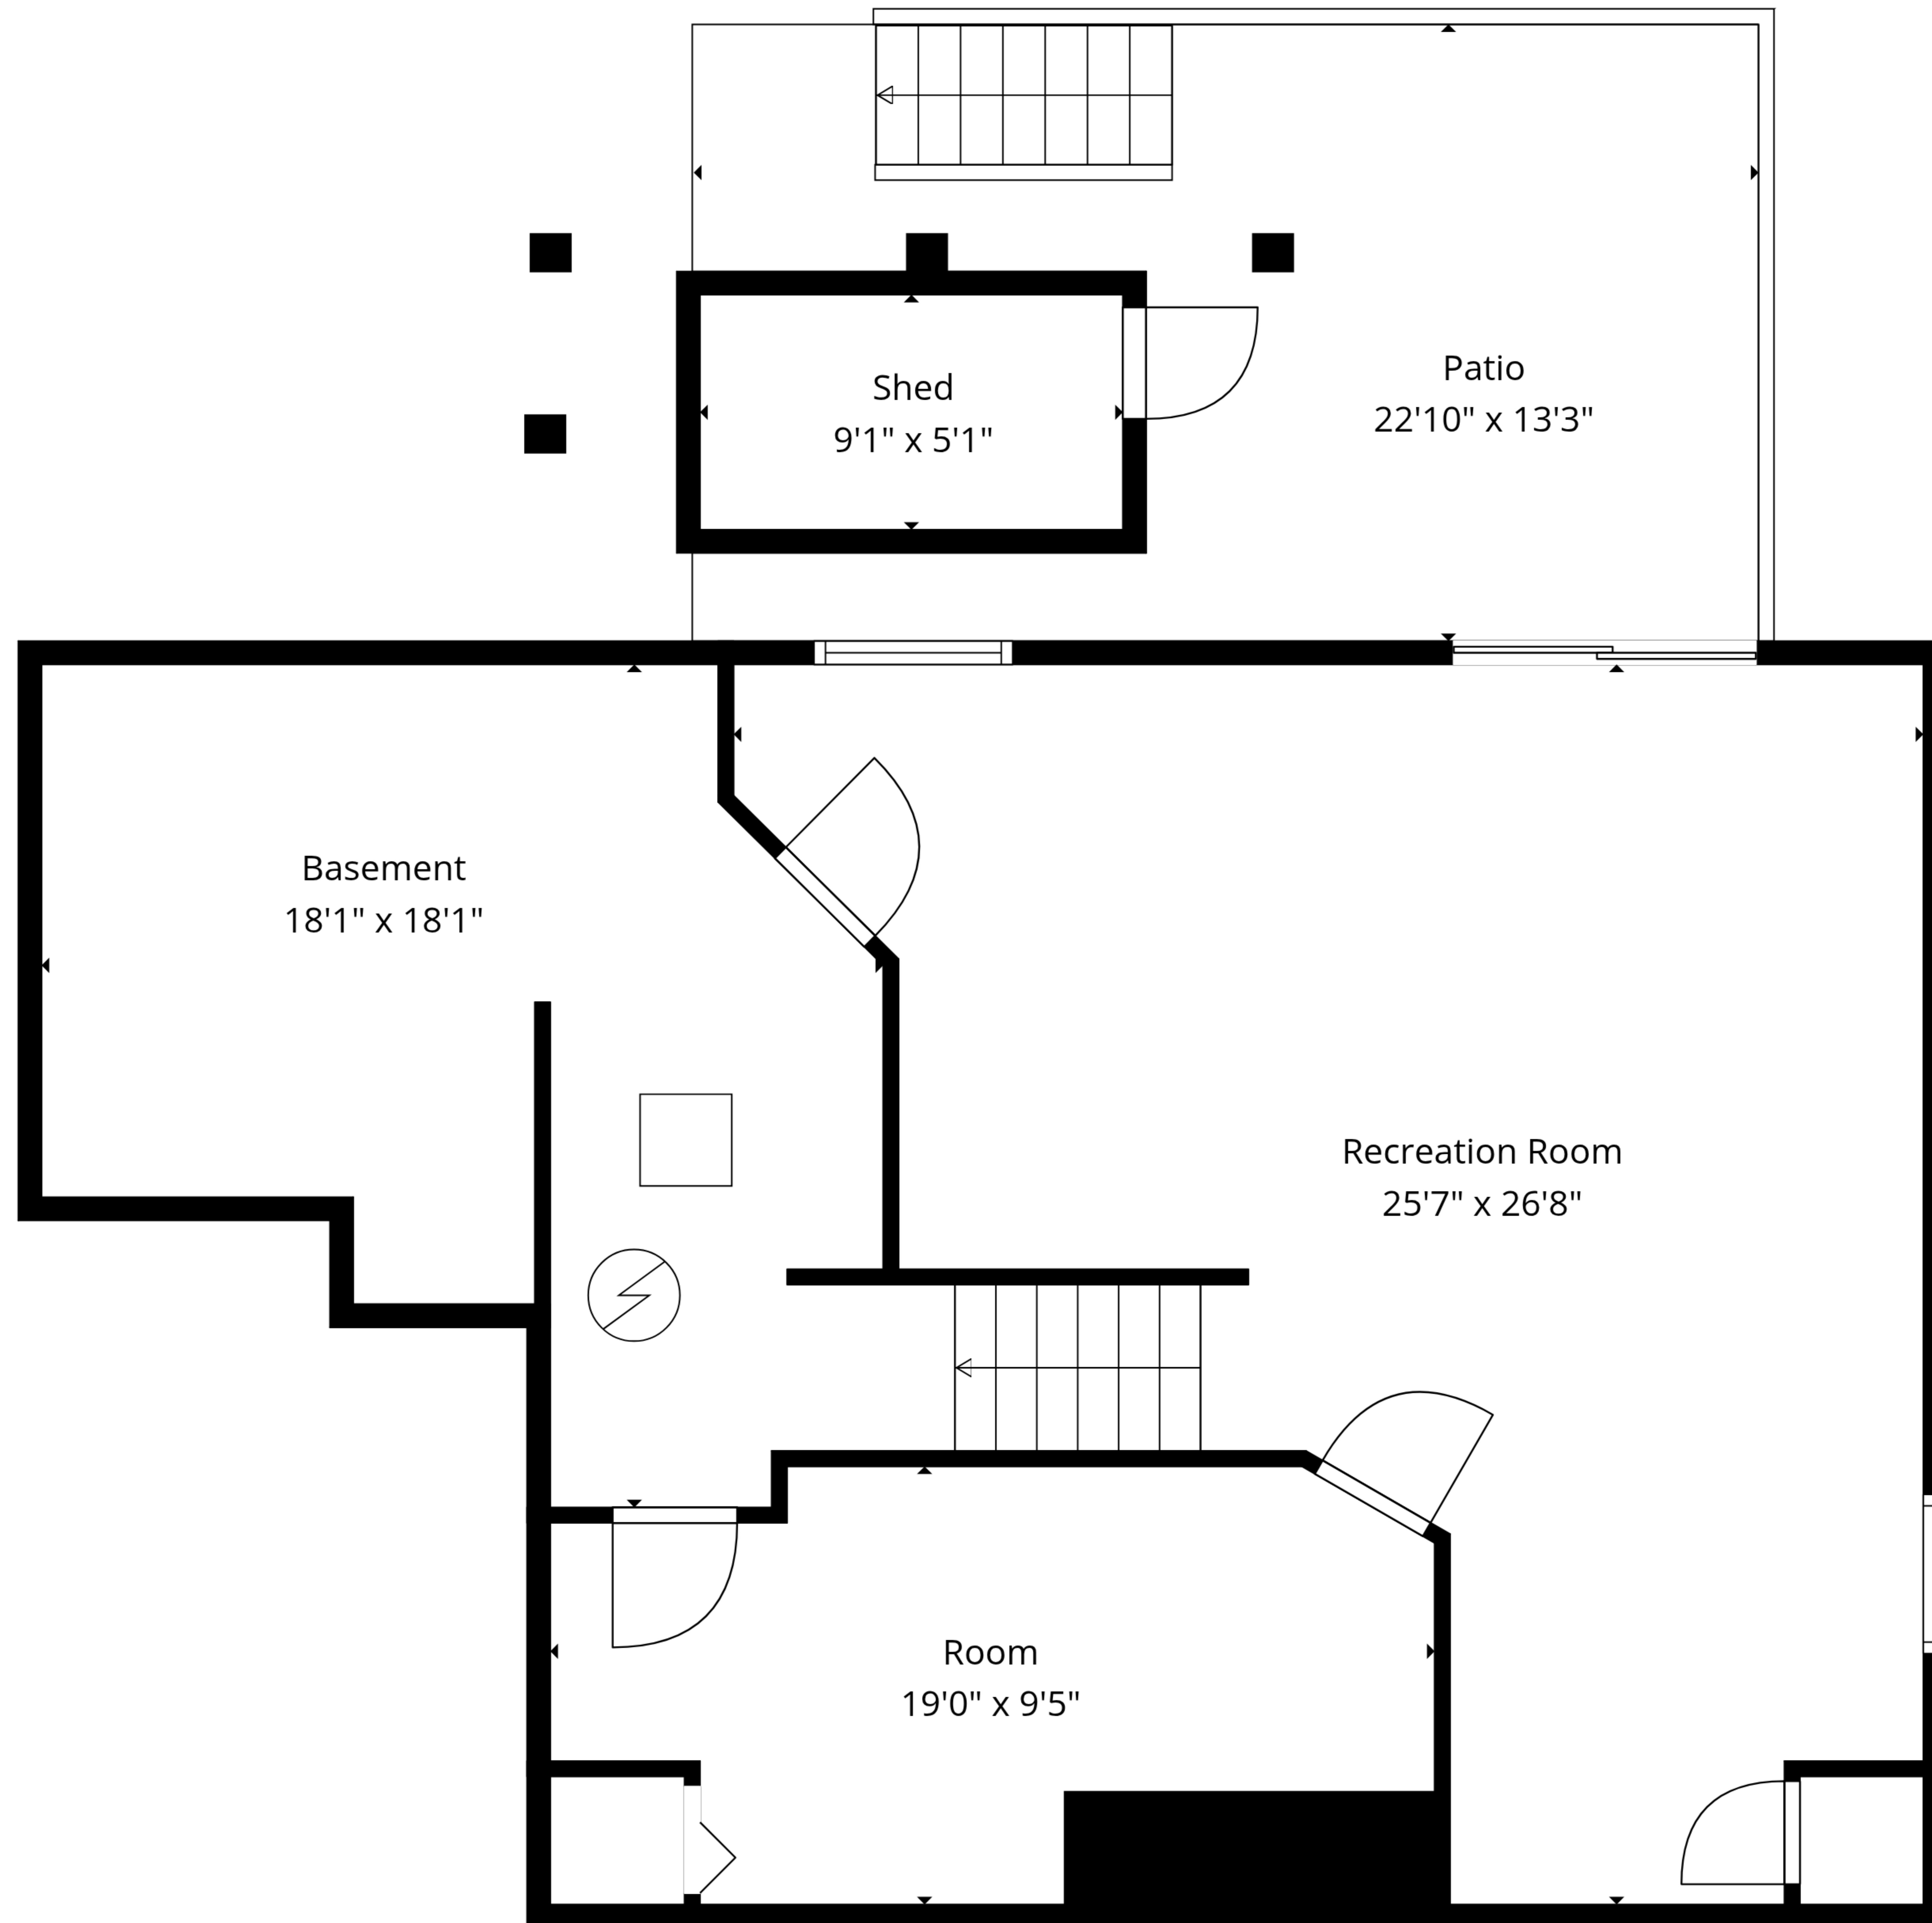 Shed
9'1" x 5'1"
Patio
22'10" x 13'3"
Basement
18'1" x 18'1"
Recreation Room
25'7" x 26'8"
Room
19'0" x 9'5"